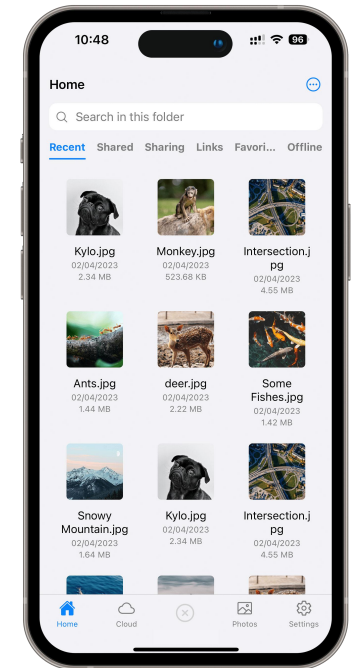 10:48
96
Home
Search in this folder
Recent Shared Sharing Links Favori... Offline
Kylo.jpg Monkey.jpg Intersection.j
pg
02/04/2023 02/04/2023 02/04/2023
2.34 MB 523.68 KB 4.55 MB
Ants.jpg deer.jpg Some
Fishes.jpg
02/04/2023 02/04/2023 02/04/2023
1.44 MB 2.22 MB 1.42 MB
Snowy Kylo.jpg Intersection.j
Mountain.jpg pg
02/04/2023 02/04/2023 02/04/2023
1.64 MB 2.34 MB 4.55 MB
Home Cloud Photos Settings